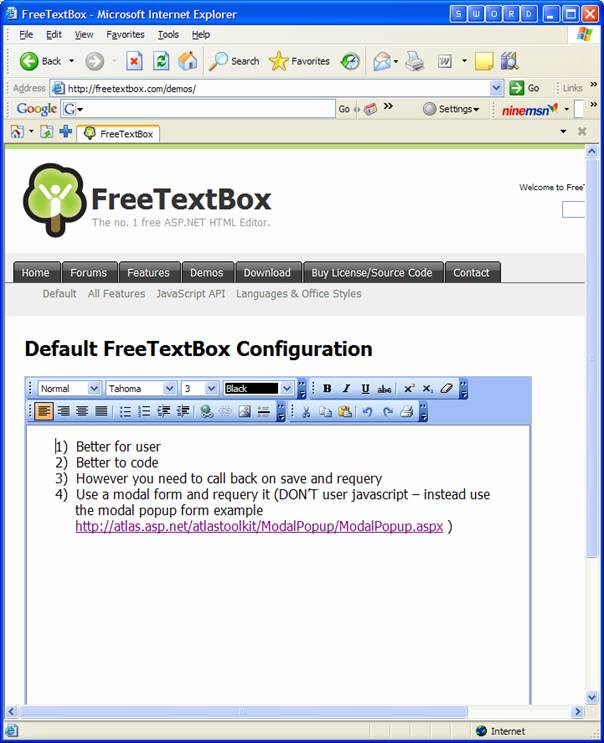 FreeTextBox - Microsoft Internet Explorer
S W O R D
File Edit View Favorites Tools Help
Back Search Favorites
Address http://freetextbox.com/demos/ Go Links »
Google G Go Settings ninemsn »
FreeTextBox
FreeTextBox
The no. 1 free ASP.NET HTML Editor.
Welcome to FreeT
Home Forums Features Demos Download Buy License/Source Code Contact
Default All Features JavaScript API Languages & Office Styles
Default FreeTextBox Configuration
Normal Tahoma 3 Black B I U abc x² x₂
1) Better for user
2) Better to code
3) However you need to call back on save and requery
4) Use a modal form and requery it (DON'T user javascript – instead use
the modal popup form example
http://atlas.asp.net/atlastoolkit/ModalPopup/ModalPopup.aspx )
Internet